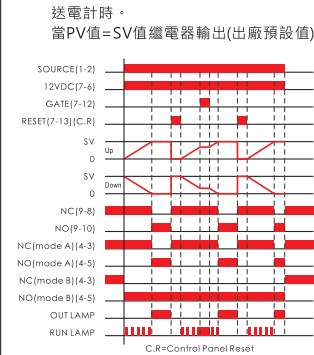 送電計時。
當PV值=SV值繼電器輸出(出廠預設值)
SOURCE(1-2)
12VDC(7-6)
GATE(7-12)
RESET(7-13)(C.R)
SV
Up
0
SV
Down
0
NC(9-8)
NO(9-10)
NC(mode A)(4-3)
NO(mode A)(4-5)
NC(mode B)(4-3)
NO(mode B)(4-5)
OUT LAMP
RUN LAMP
C.R=Control Panel Reset